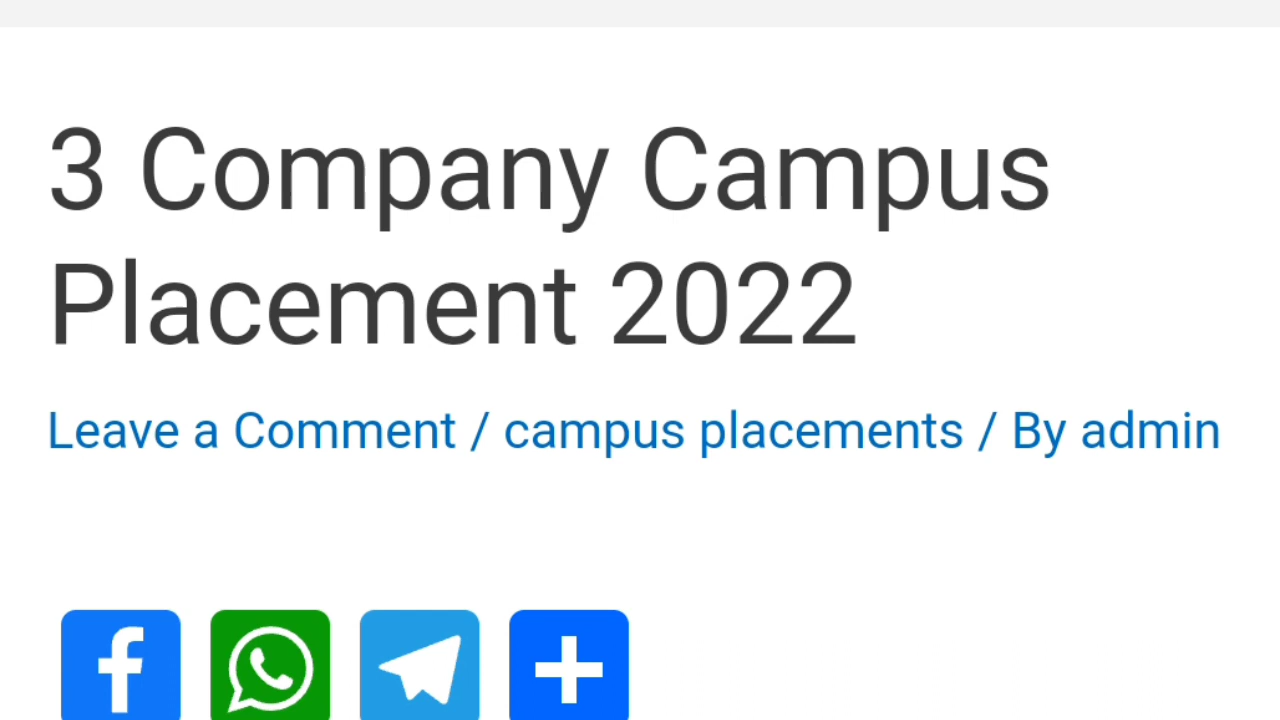 3 Company Campus
Placement 2022
Leave a Comment / campus placements / By admin